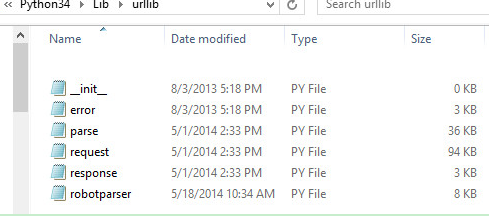 « Python34 › Lib › urllib Search urllib
Name Date modified Type Size
__init__ 8/3/2013 5:18 PM PY File 0 KB
error 8/3/2013 5:18 PM PY File 3 KB
parse 5/1/2014 2:33 PM PY File 36 KB
request 5/1/2014 2:33 PM PY File 94 KB
response 5/1/2014 2:33 PM PY File 3 KB
robotparser 5/18/2014 10:34 AM PY File 8 KB